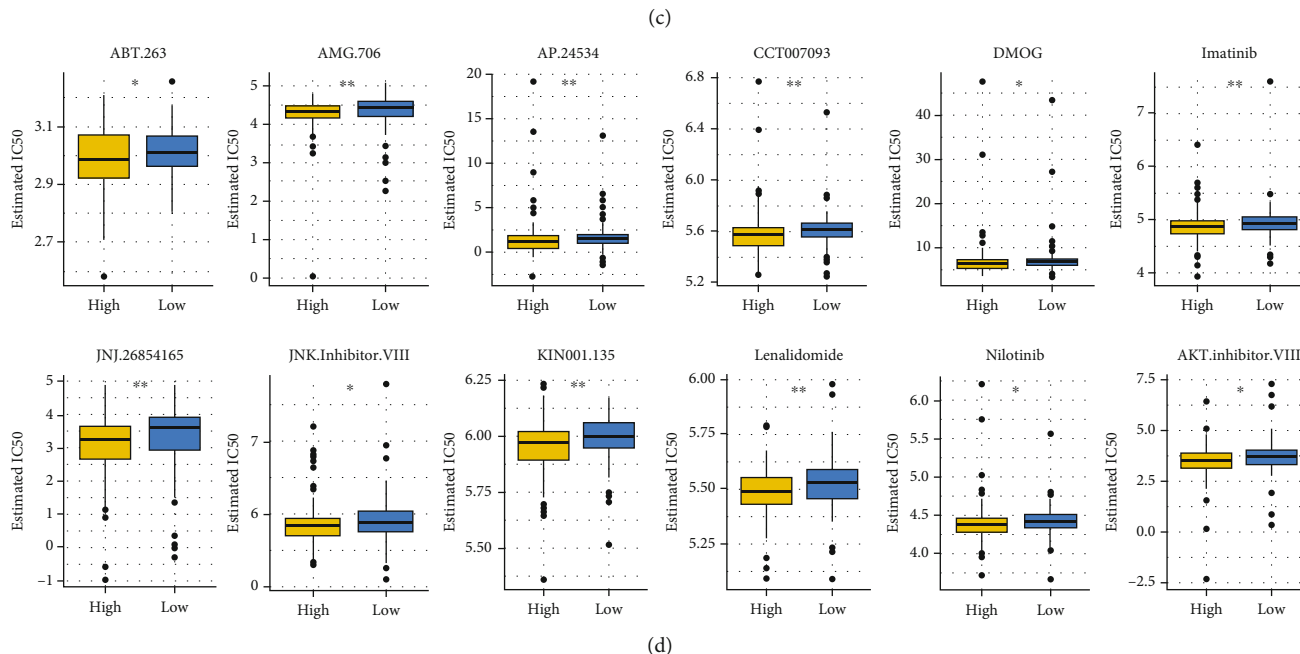 (c)
ABT.263 AMG.706 AP.24534 CCT007093 DMOG Imatinib
Estimated IC50 3.1 2.9 2.7 * High Low
Estimated IC50 5 4 3 2 1 0 ** High Low
Estimated IC50 20 15 10 5 0 ** High Low
Estimated IC50 6.8 6.4 6.0 5.6 5.2 ** High Low
Estimated IC50 40 30 20 10 * High Low
Estimated IC50 7 6 5 4 ** High Low
JNJ.26854165 JNK.Inhibitor.VIII KIN001.135 Lenalidomide Nilotinib AKT.inhibitor.VIII
Estimated IC50 5 4 3 2 1 0 −1 ** High Low
Estimated IC50 7 6 0 * High Low
Estimated IC50 6.25 6.00 5.75 5.50 ** High Low
Estimated IC50 6.00 5.75 5.50 5.25 ** High Low
Estimated IC50 6.0 5.5 5.0 4.5 4.0 * High Low
Estimated IC50 7.5 5.0 2.5 0.0 −2.5 * High Low
(d)